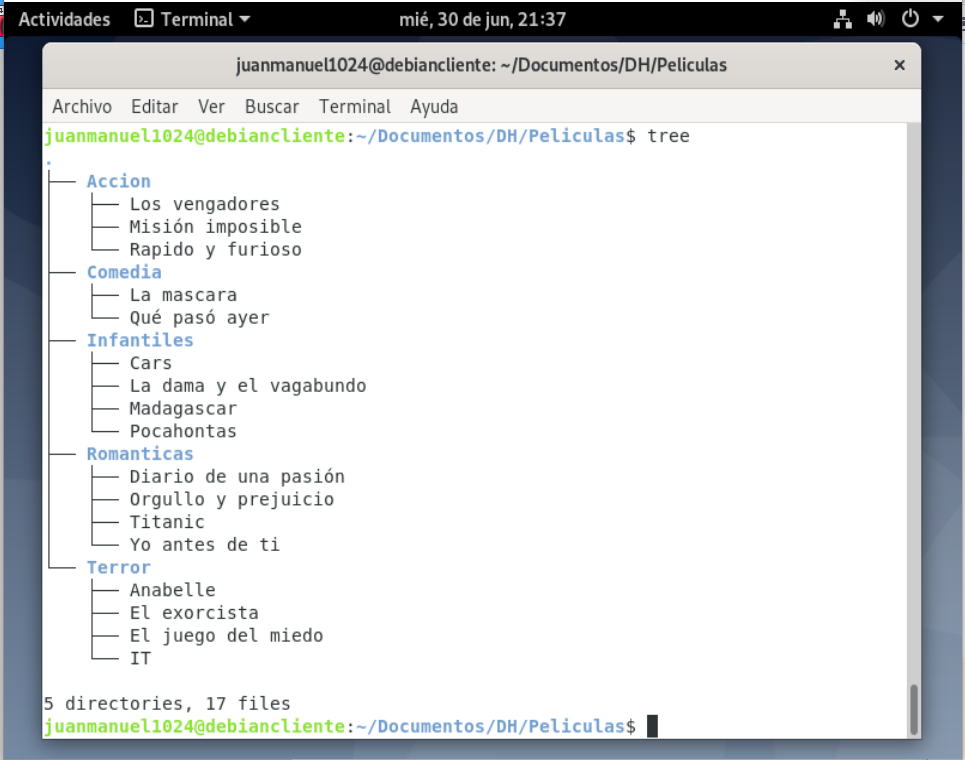 Actividades Terminal mié, 30 de jun, 21:37
juanmanuel1024@debiancliente: ~/Documentos/DH/Peliculas ×
Archivo Editar Ver Buscar Terminal Ayuda
juanmanuel1024@debiancliente:~/Documentos/DH/Peliculas$ tree
.
├── Accion
│   ├── Los vengadores
│   ├── Misión imposible
│   └── Rapido y furioso
├── Comedia
│   ├── La mascara
│   └── Qué pasó ayer
├── Infantiles
│   ├── Cars
│   ├── La dama y el vagabundo
│   ├── Madagascar
│   └── Pocahontas
├── Romanticas
│   ├── Diario de una pasión
│   ├── Orgullo y prejuicio
│   ├── Titanic
│   └── Yo antes de ti
└── Terror
    ├── Anabelle
    ├── El exorcista
    ├── El juego del miedo
    └── IT
5 directories, 17 files
juanmanuel1024@debiancliente:~/Documentos/DH/Peliculas$